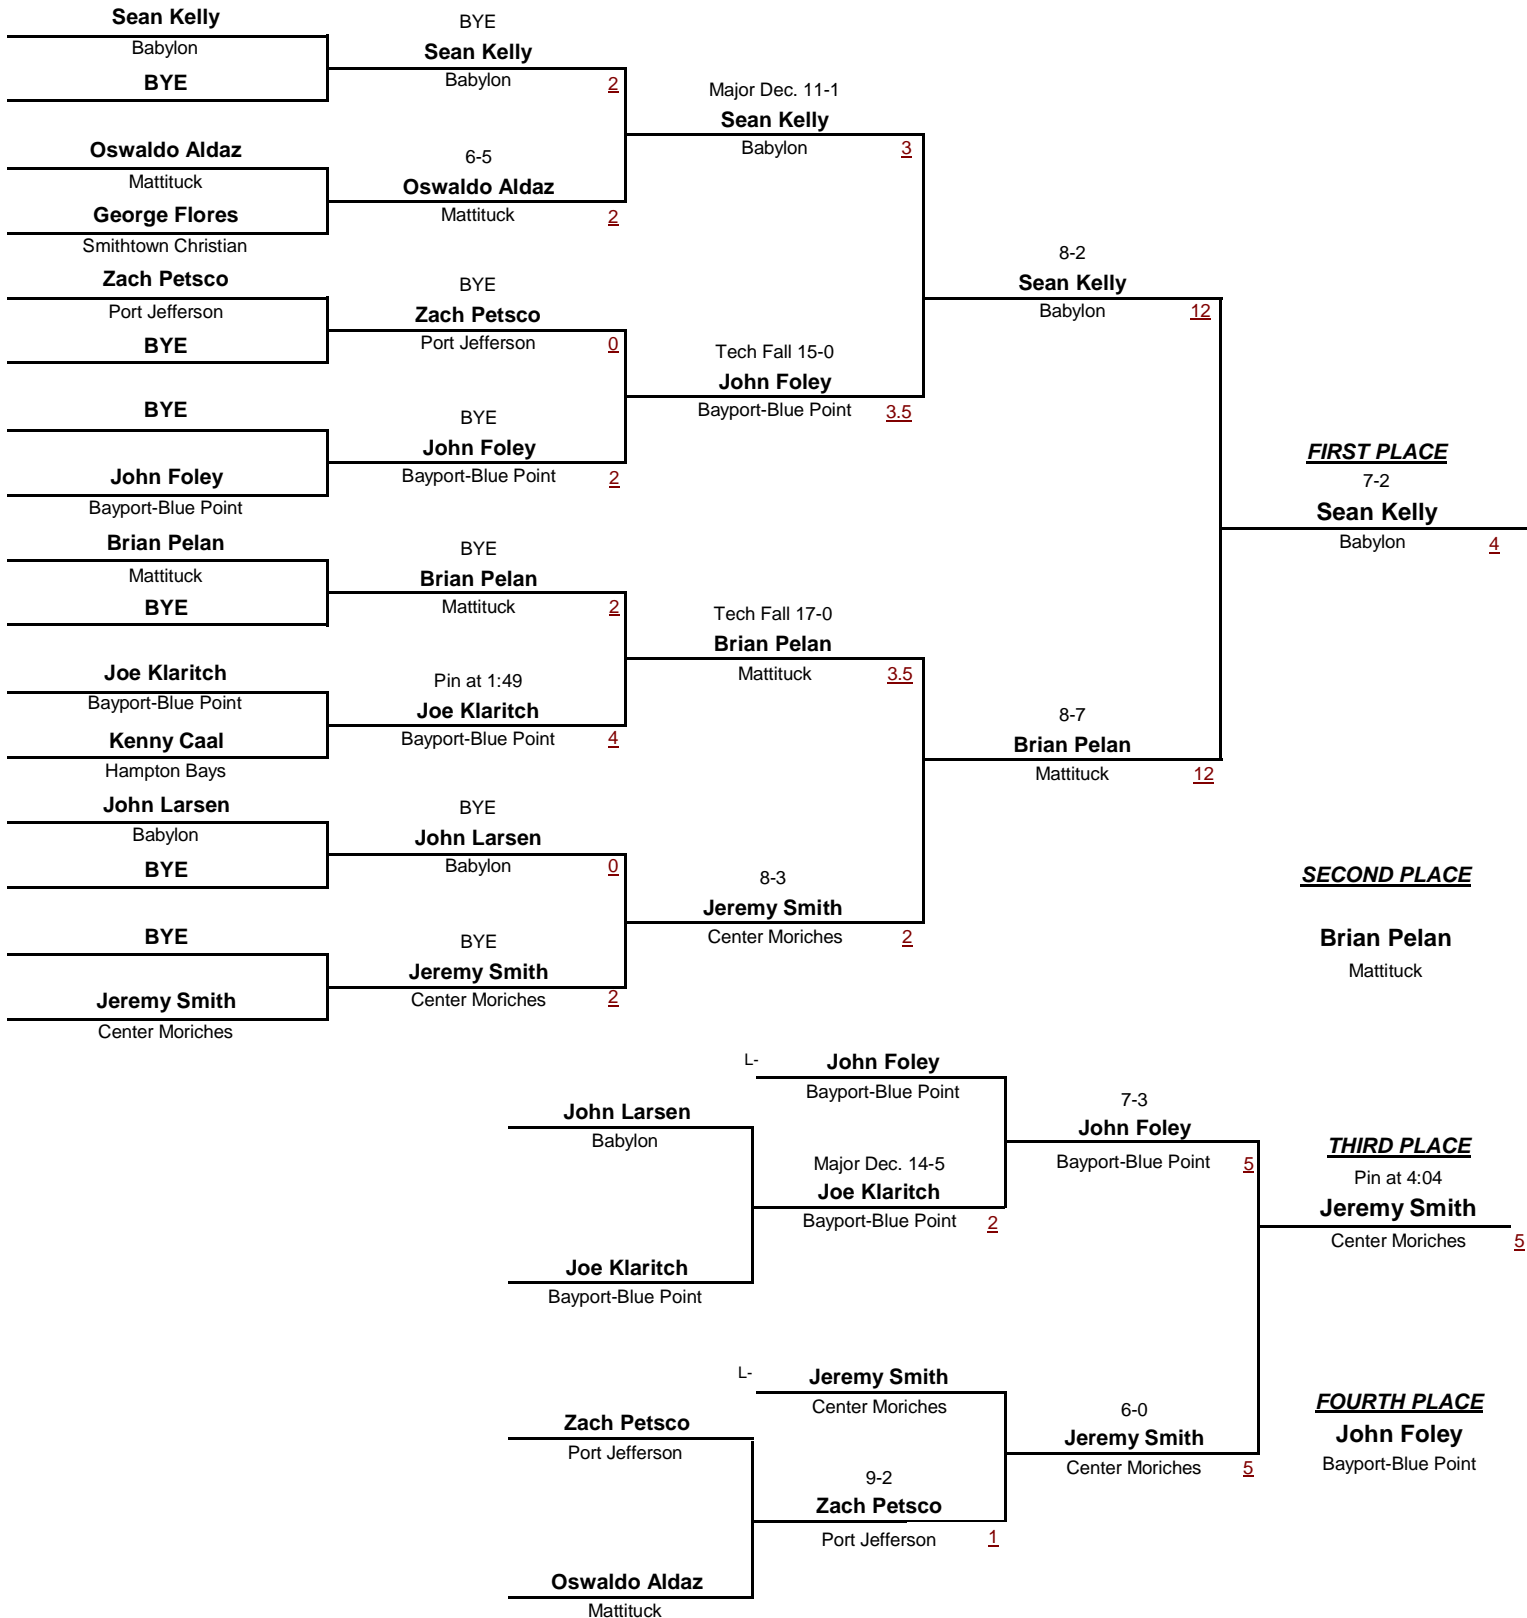 Sean Kelly
Babylon
BYE
Oswaldo Aldaz
Mattituck
George Flores
Smithtown Christian
Zach Petsco
Port Jefferson
BYE
BYE
John Foley
Bayport-Blue Point
Brian Pelan
Mattituck
BYE
Joe Klaritch
Bayport-Blue Point
Kenny Caal
Hampton Bays
John Larsen
Babylon
BYE
BYE
Jeremy Smith
Center Moriches
BYE
Sean Kelly
Babylon 2
6-5
Oswaldo Aldaz
Mattituck 2
BYE
Zach Petsco
Port Jefferson 0
BYE
John Foley
Bayport-Blue Point 2
BYE
Brian Pelan
Mattituck 2
Pin at 1:49
Joe Klaritch
Bayport-Blue Point 4
BYE
John Larsen
Babylon 0
BYE
Jeremy Smith
Center Moriches 2
Major Dec. 11-1
Sean Kelly
Babylon 3
Tech Fall 15-0
John Foley
Bayport-Blue Point 3.5
Tech Fall 17-0
Brian Pelan
Mattituck 3.5
8-3
Jeremy Smith
Center Moriches 2
8-2
Sean Kelly
Babylon 12
8-7
Brian Pelan
Mattituck 12
FIRST PLACE
7-2
Sean Kelly
Babylon 4
SECOND PLACE
Brian Pelan
Mattituck
John Larsen
Babylon
Joe Klaritch
Bayport-Blue Point
Zach Petsco
Port Jefferson
Oswaldo Aldaz
Mattituck
L- John Foley
Bayport-Blue Point
Major Dec. 14-5
Joe Klaritch
Bayport-Blue Point 2
L- Jeremy Smith
Center Moriches
9-2
Zach Petsco
Port Jefferson 1
7-3
John Foley
Bayport-Blue Point 5
6-0
Jeremy Smith
Center Moriches 5
THIRD PLACE
Pin at 4:04
Jeremy Smith
Center Moriches 5
FOURTH PLACE
John Foley
Bayport-Blue Point